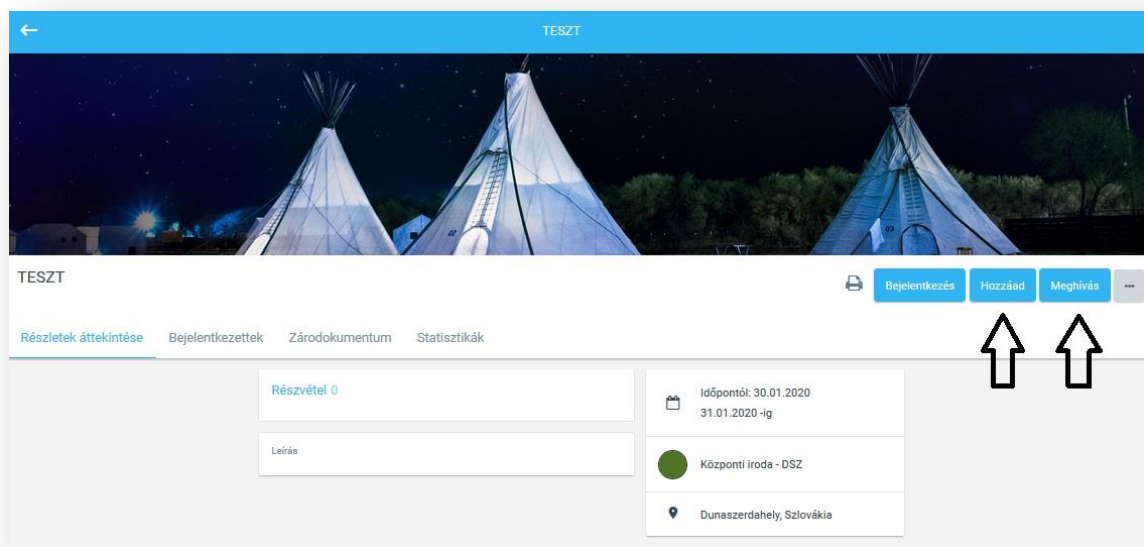 TESZT
TESZT
Bejelentkezés
Hozzáad
Meghívás
Részletek áttekintése
Bejelentkezettek
Zárodokumentum
Statisztikák
Részvétel 0
Leírás
Időpontól: 30.01.2020
31.01.2020 -ig
Központi iroda - DSZ
Dunaszerdahely, Szlovákia